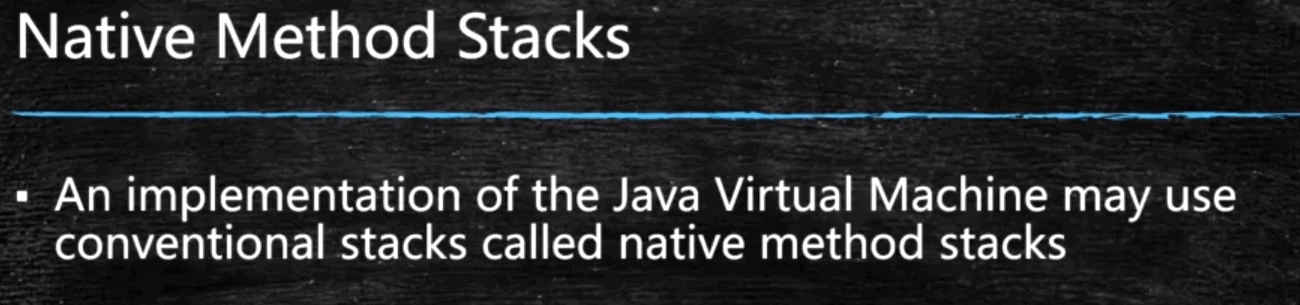 Native Method Stacks
▪ An implementation of the Java Virtual Machine may use
conventional stacks called native method stacks